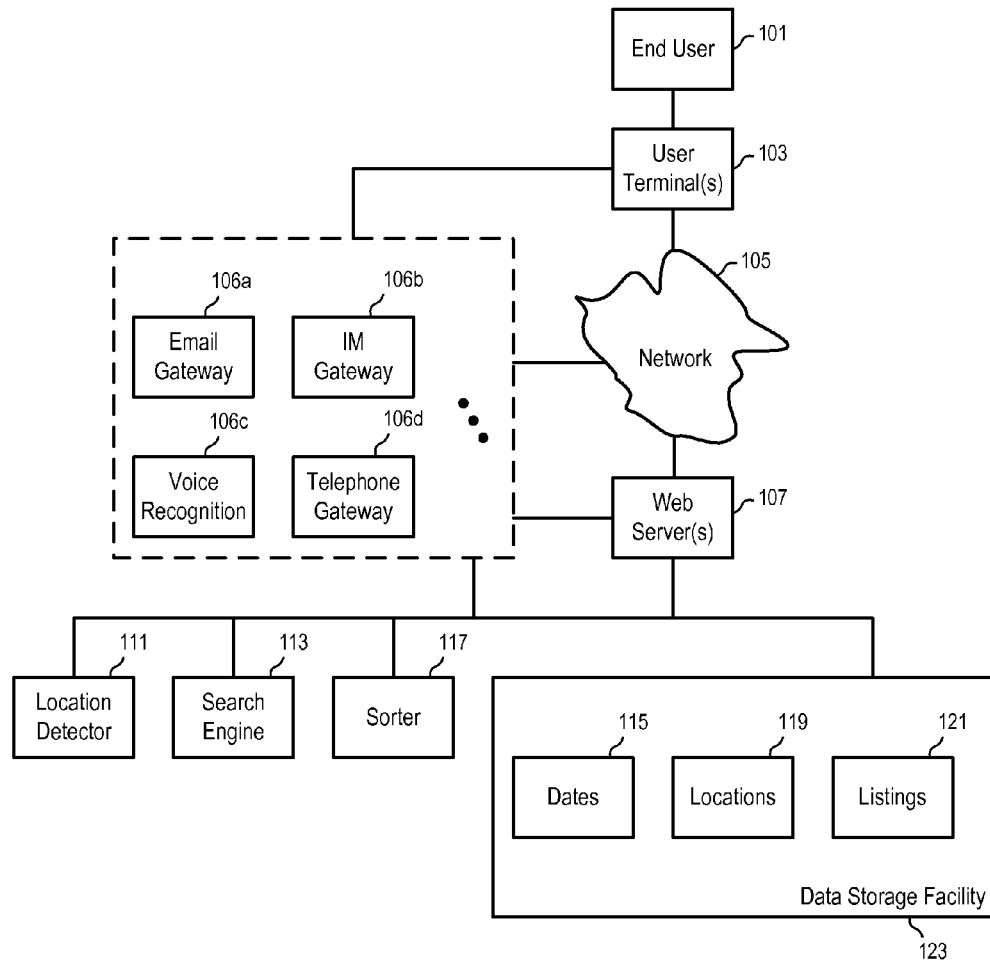 End User
101
User
Terminal(s)
103
105
Network
106a
Email
Gateway
106b
IM
Gateway
106c
Voice
Recognition
106d
Telephone
Gateway
Web
Server(s)
107
111
Location
Detector
113
Search
Engine
117
Sorter
115
Dates
119
Locations
121
Listings
Data Storage Facility
123